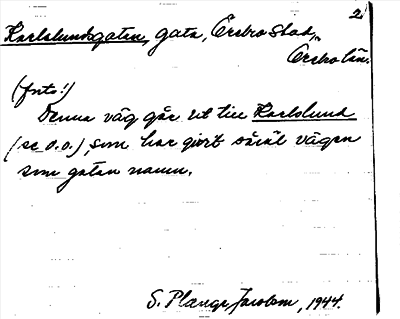 2
Karlslundsgatan, gata, Örebro stad,
Örebro län.
(forts!)
Denna väg går ut till Karlslund
(se d.o.), som har givit såväl vägen
som gatan namn.
S. Plange Jacobson, 1944.